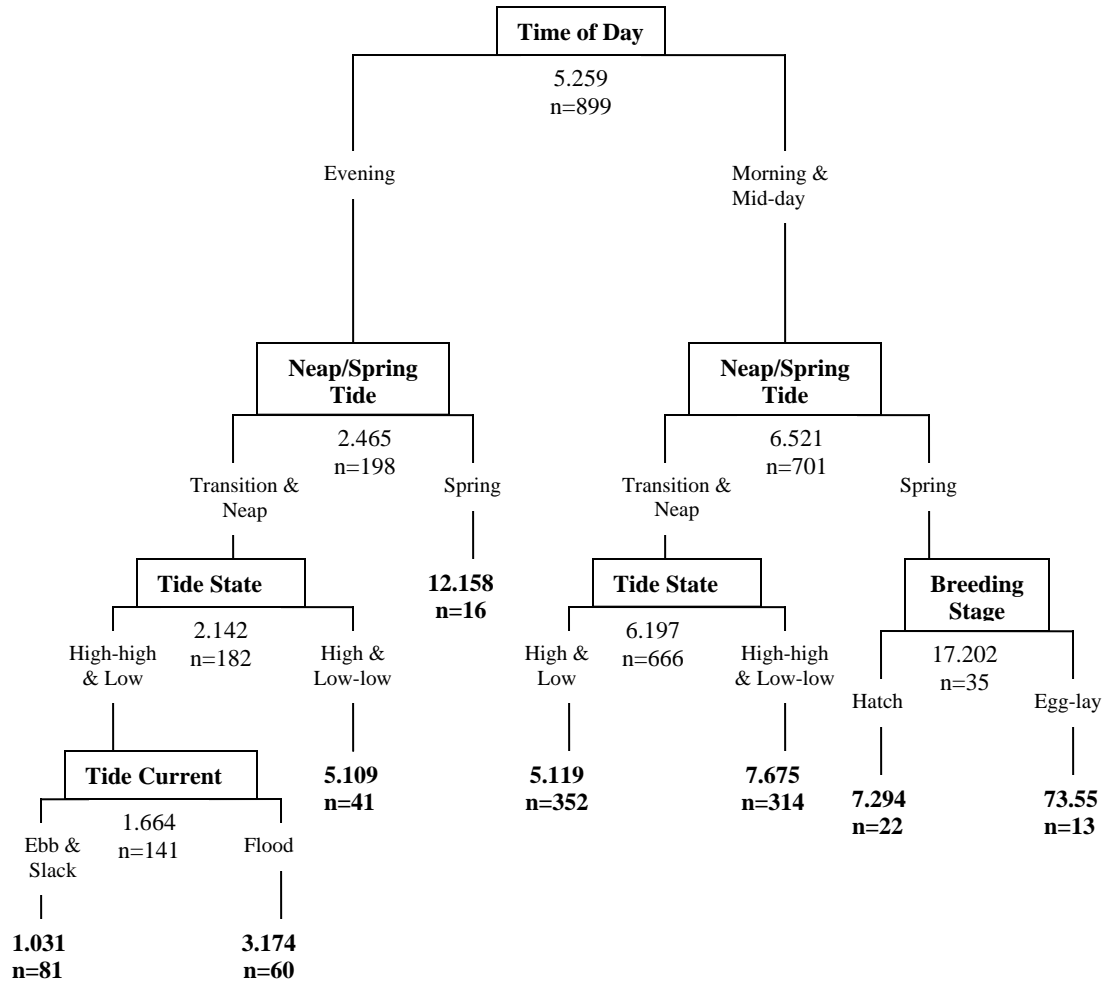 Time of Day
5.259
n=899
Evening
Morning &
Mid-day
Neap/Spring
Tide
2.465
n=198
Neap/Spring
Tide
6.521
n=701
Transition &
Neap
Spring
Transition &
Neap
Spring
Tide State
2.142
n=182
12.158
n=16
Tide State
6.197
n=666
Breeding
Stage
17.202
n=35
High-high
& Low
High &
Low-low
High &
Low
High-high
& Low-low
Hatch
Egg-lay
Tide Current
1.664
n=141
5.109
n=41
5.119
n=352
7.675
n=314
7.294
n=22
73.55
n=13
Ebb &
Slack
Flood
1.031
n=81
3.174
n=60